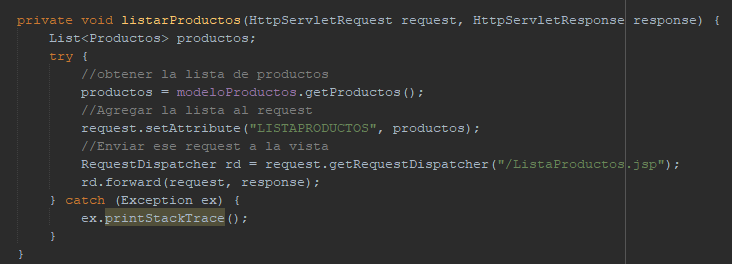 private void listarProductos(HttpServletRequest request, HttpServletResponse response) {
    List<Productos> productos;
    try {
        //obtener la lista de productos
        productos = modeloProductos.getProductos();
        //Agregar la lista al request
        request.setAttribute("LISTAPRODUCTOS", productos);
        //Enviar ese request a la vista
        RequestDispatcher rd = request.getRequestDispatcher("/ListaProductos.jsp");
        rd.forward(request, response);
    } catch (Exception ex) {
        ex.printStackTrace();
    }
}